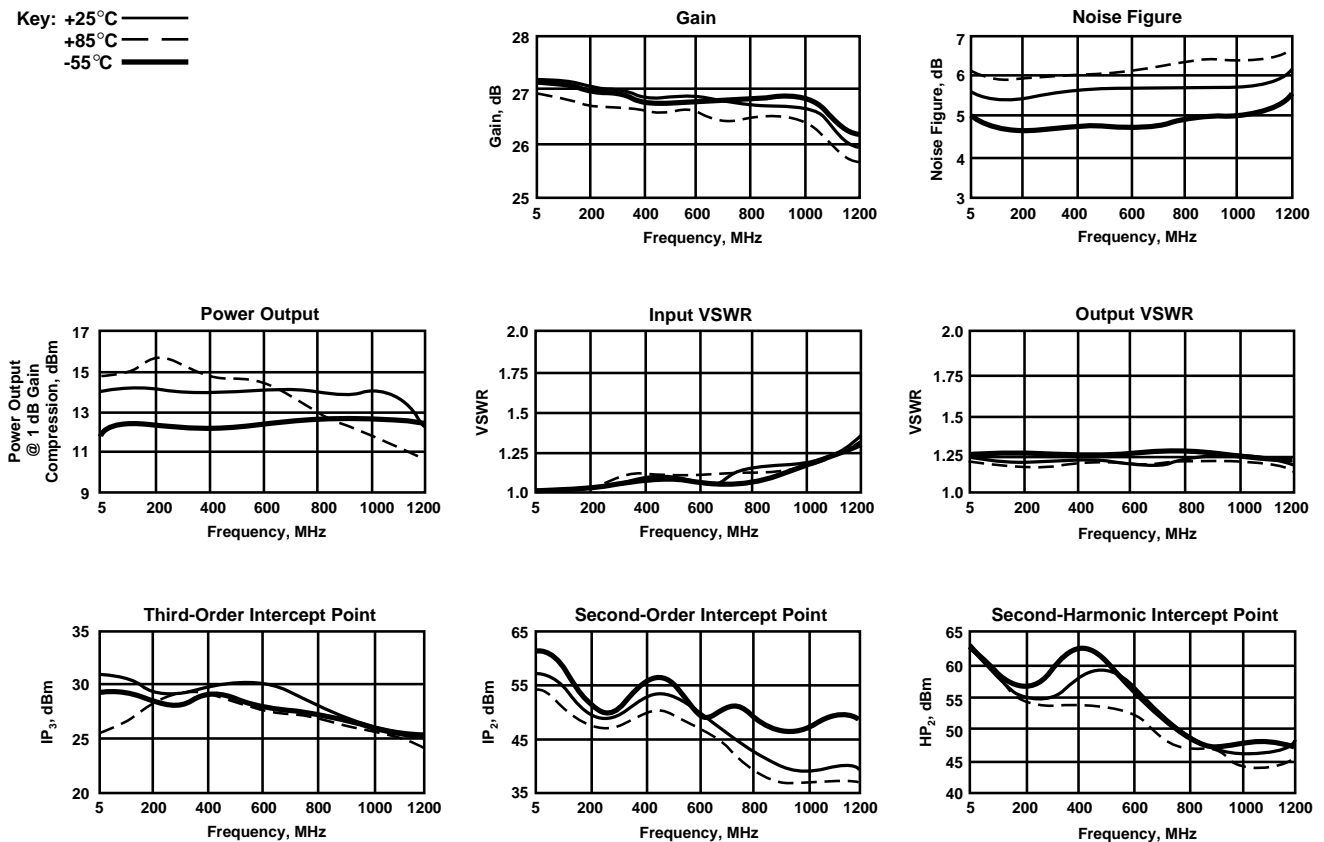 Key: +25°C
+85°C
-55°C
Gain
Gain, dB
28
27
26
25
5 200 400 600 800 1000 1200
Frequency, MHz
Noise Figure
Noise Figure, dB
7
6
5
4
3
5 200 400 600 800 1000 1200
Frequency, MHz
Power Output
Power Output
@ 1 dB Gain
Compression, dBm
17
15
13
11
9
5 200 400 600 800 1000 1200
Frequency, MHz
Input VSWR
VSWR
2.0
1.75
1.5
1.25
1.0
5 200 400 600 800 1000 1200
Frequency, MHz
Output VSWR
VSWR
2.0
1.75
1.5
1.25
1.0
5 200 400 600 800 1000 1200
Frequency, MHz
Third-Order Intercept Point
IP3, dBm
35
30
25
20
5 200 400 600 800 1000 1200
Frequency, MHz
Second-Order Intercept Point
IP2, dBm
65
55
45
35
5 200 400 600 800 1000 1200
Frequency, MHz
Second-Harmonic Intercept Point
HP2, dBm
65
60
55
50
45
40
5 200 400 600 800 1000 1200
Frequency, MHz